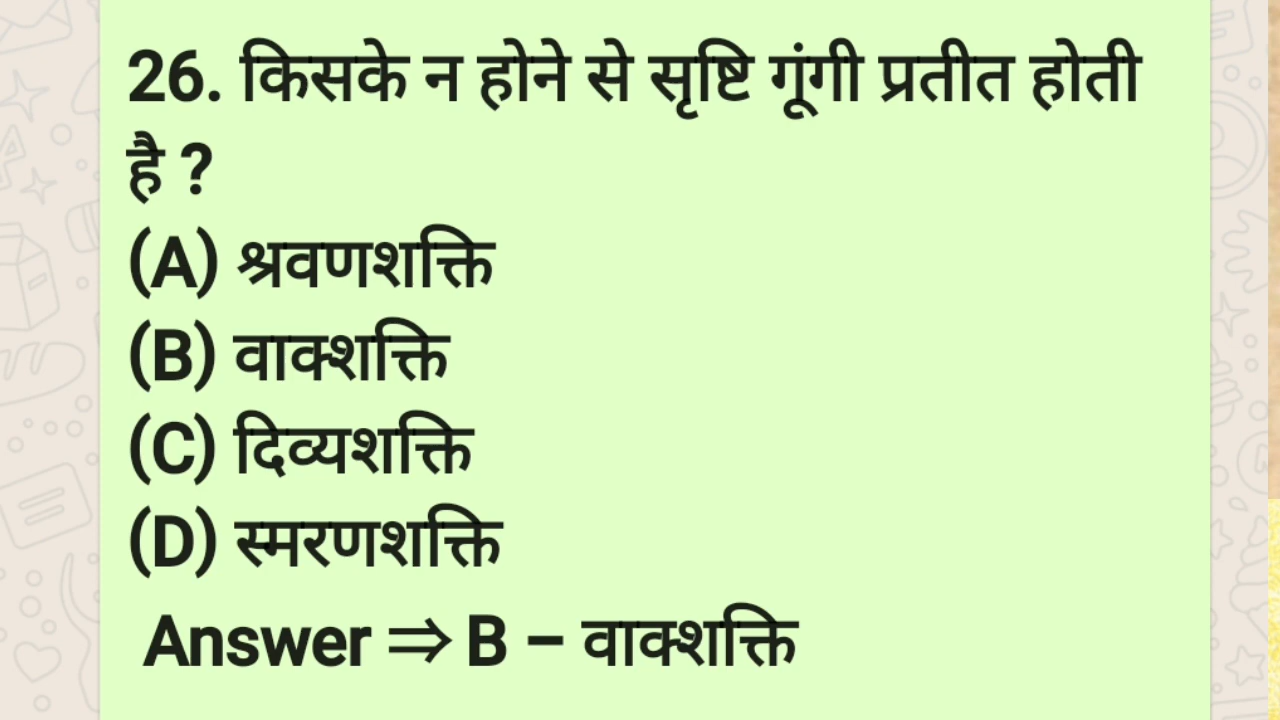 26. किसके न होने से सृष्टि गूंगी प्रतीत होती
है ?
(A) श्रवणशक्ति
(B) वाक्शक्ति
(C) दिव्यशक्ति
(D) स्मरणशक्ति
Answer ⇒ B – वाक्शक्ति